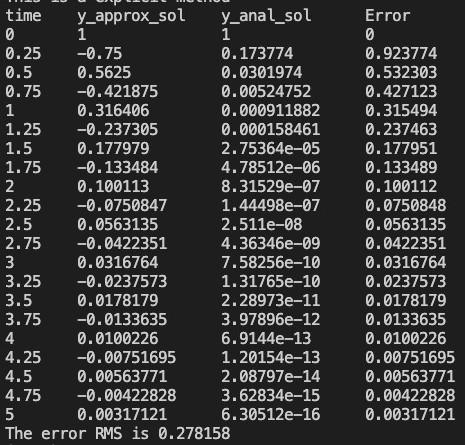 This is a explicit method
time y_approx_sol y_anal_sol Error
0 1 1 0
0.25 -0.75 0.173774 0.923774
0.5 0.5625 0.0301974 0.532303
0.75 -0.421875 0.00524752 0.427123
1 0.316406 0.000911882 0.315494
1.25 -0.237305 0.000158461 0.237463
1.5 0.177979 2.75364e-05 0.177951
1.75 -0.133484 4.78512e-06 0.133489
2 0.100113 8.31529e-07 0.100112
2.25 -0.0750847 1.44498e-07 0.0750848
2.5 0.0563135 2.511e-08 0.0563135
2.75 -0.0422351 4.36346e-09 0.0422351
3 0.0316764 7.58256e-10 0.0316764
3.25 -0.0237573 1.31765e-10 0.0237573
3.5 0.0178179 2.28973e-11 0.0178179
3.75 -0.0133635 3.97896e-12 0.0133635
4 0.0100226 6.9144e-13 0.0100226
4.25 -0.00751695 1.20154e-13 0.00751695
4.5 0.00563771 2.08797e-14 0.00563771
4.75 -0.00422828 3.62834e-15 0.00422828
5 0.00317121 6.30512e-16 0.00317121
The error RMS is 0.278158